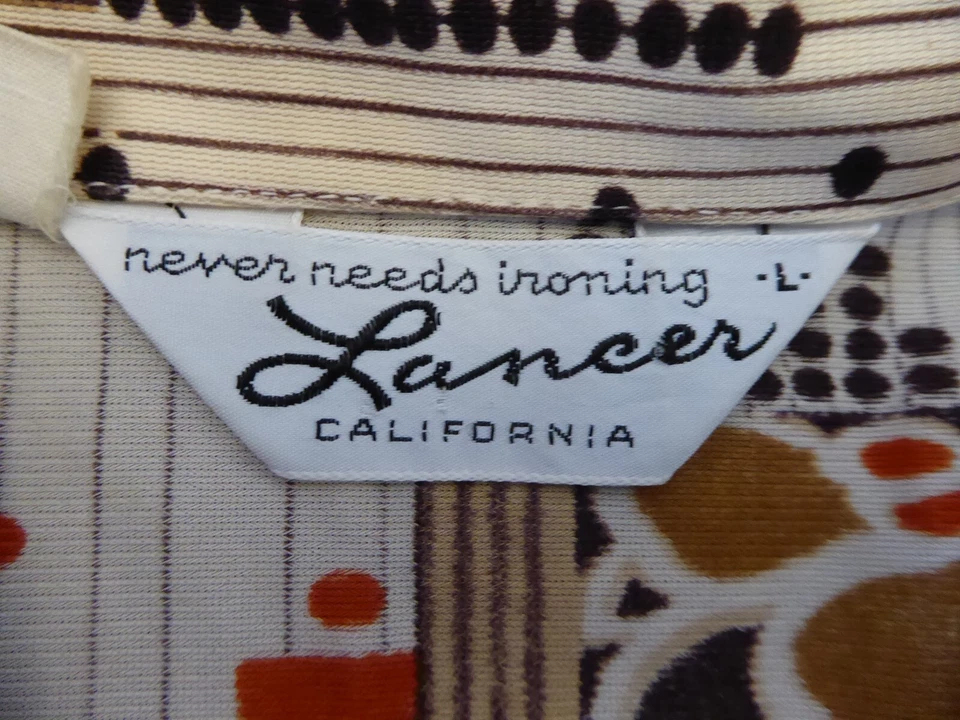 never needs ironing -L-
Lancer
CALIFORNIA